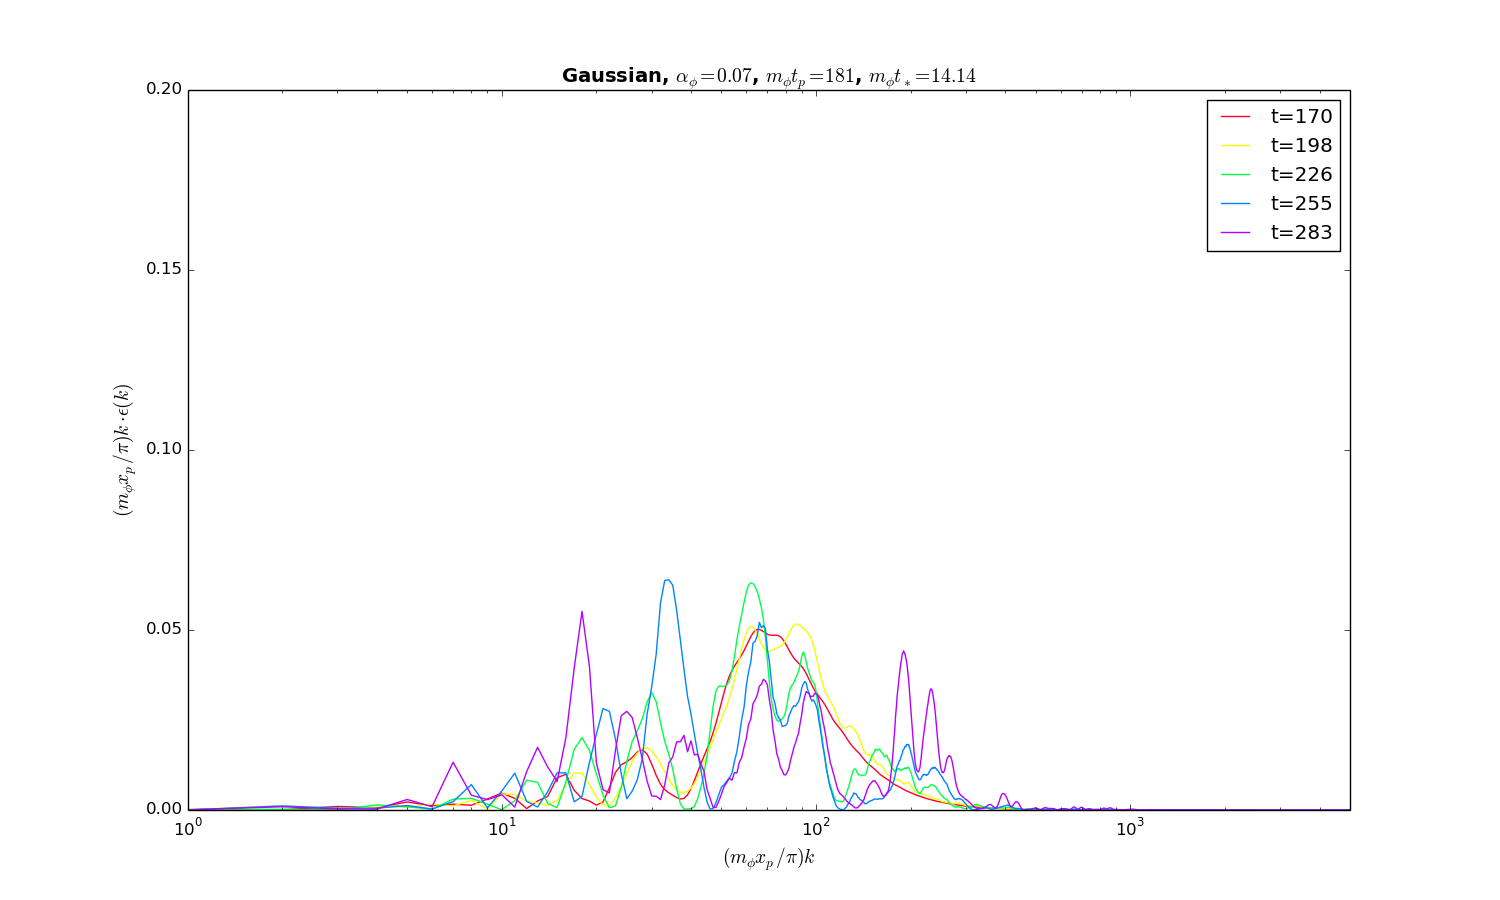 Gaussian, α_ϕ=0.07, m_ϕt_p=181, m_ϕt_*=14.14
0.20
t=170
t=198
t=226
t=255
t=283
0.15
0.10
(m_ϕx_p/π)k·ϵ(k)
0.05
0.00
10^0 10^1 10^2 10^3
(m_ϕx_p/π)k